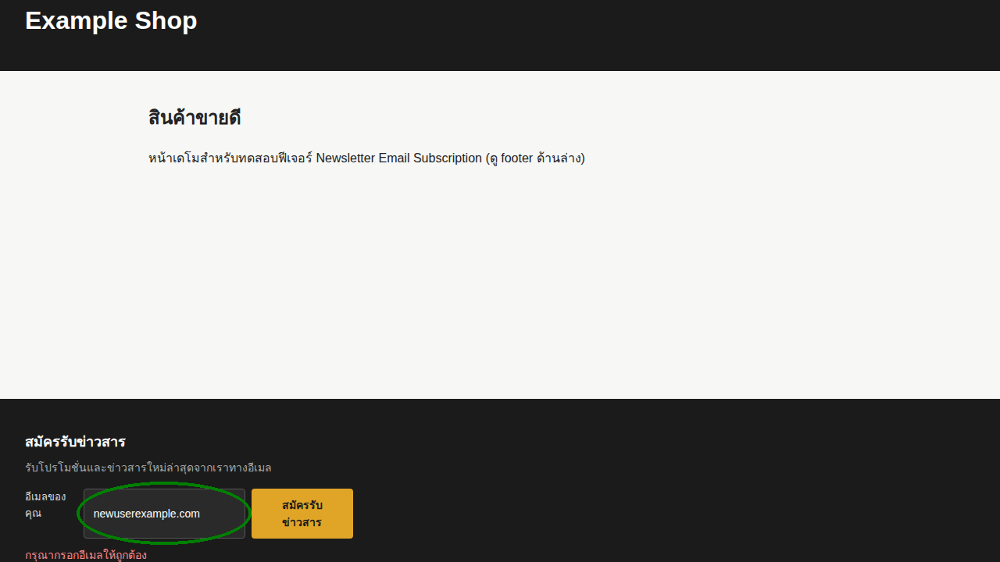 Example Shop
สินค้าขายดี
หน้าเดโมสำหรับทดสอบฟีเจอร์ Newsletter Email Subscription (ดู footer ด้านล่าง)
สมัครรับข่าวสาร
รับโปรโมชั่นและข่าวสารใหม่ล่าสุดจากเราทางอีเมล
อีเมลของ
คุณ
newuserexample.com
สมัครรับ
ข่าวสาร
กรุณากรอกอีเมลให้ถูกต้อง